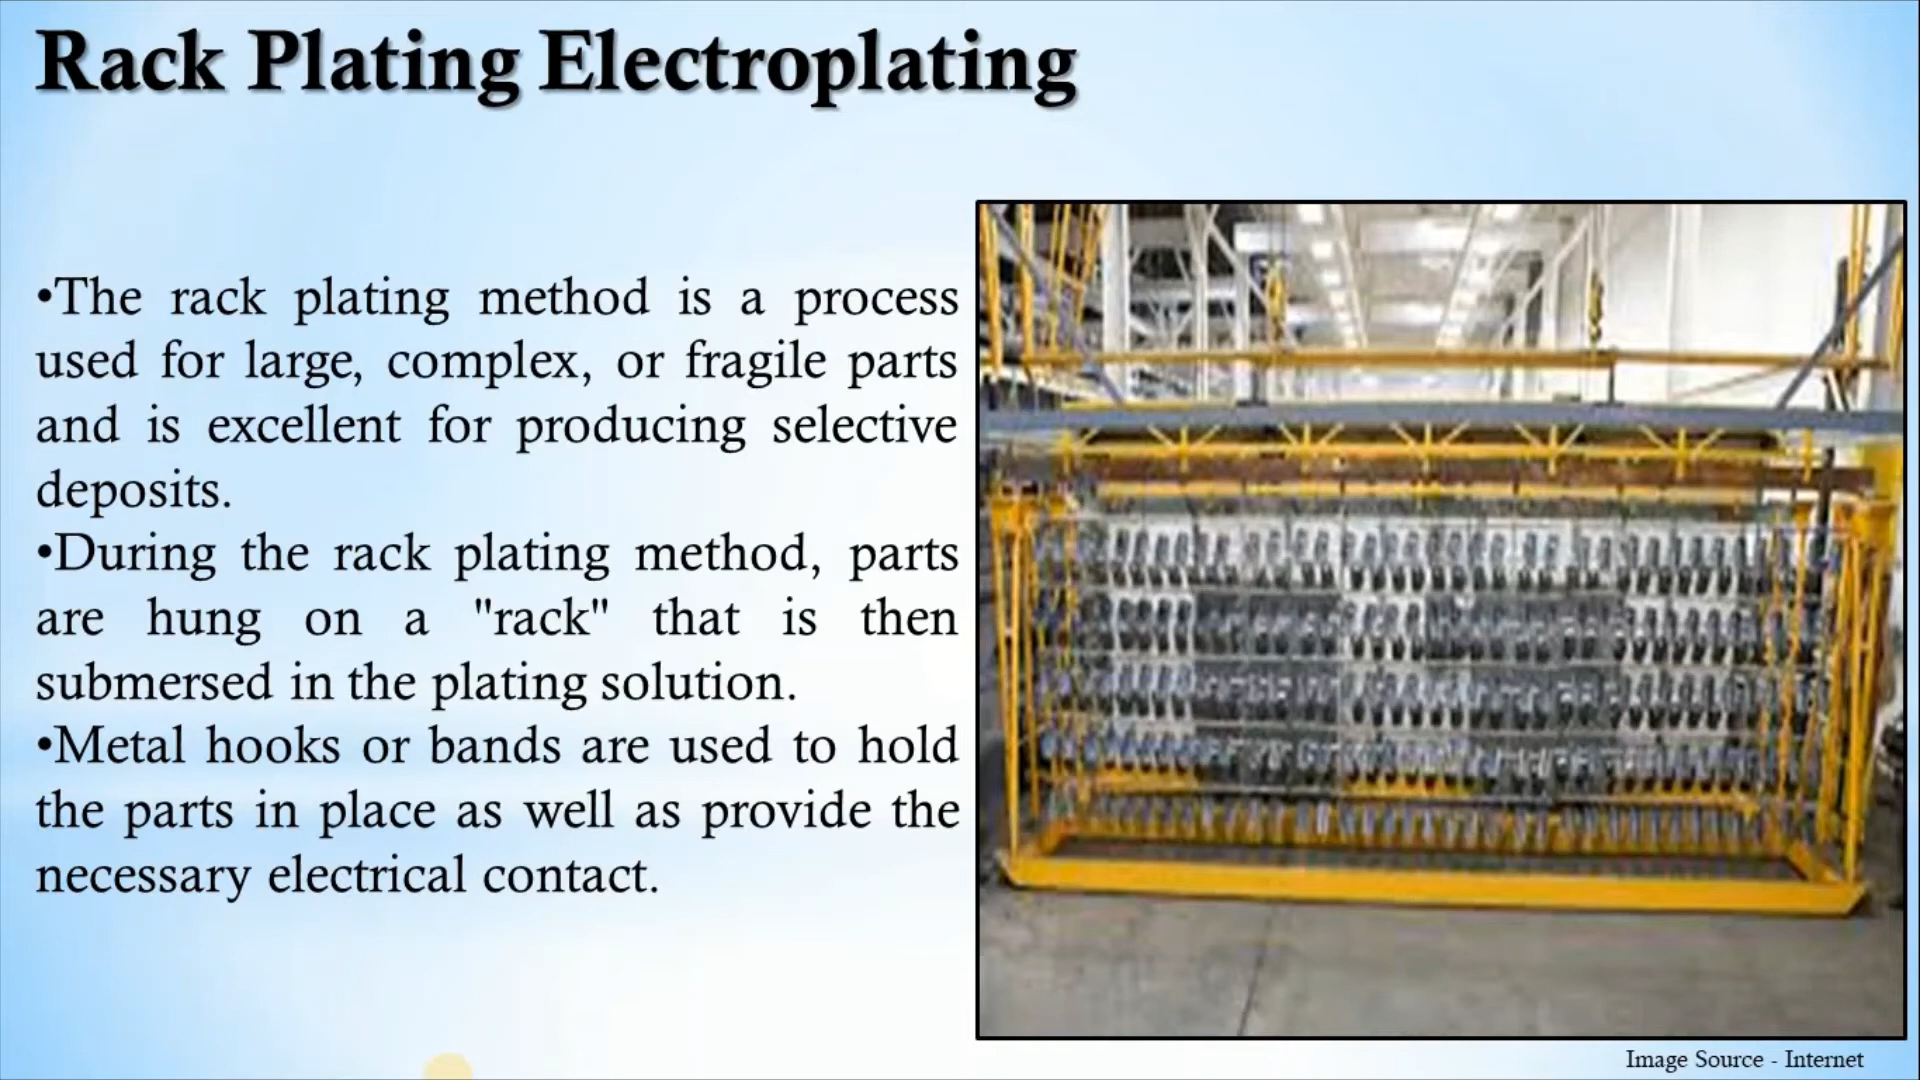 Rack Plating Electroplating
•The rack plating method is a process
used for large, complex, or fragile parts
and is excellent for producing selective
deposits.
•During the rack plating method, parts
are hung on a "rack" that is then
submersed in the plating solution.
•Metal hooks or bands are used to hold
the parts in place as well as provide the
necessary electrical contact.
Image Source - Internet